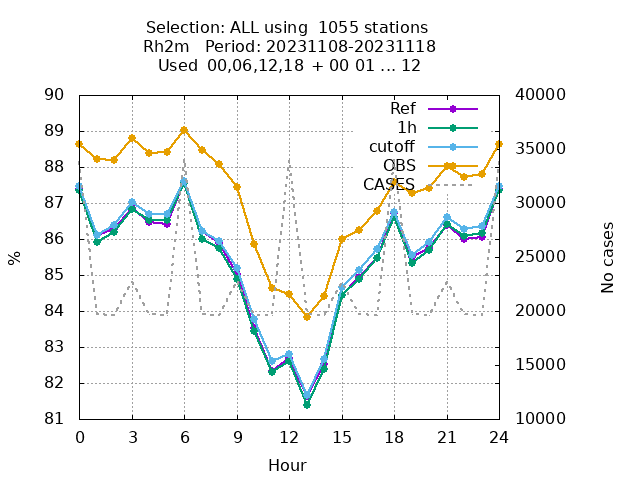 Selection: ALL using  1055 stations
Rh2m   Period: 20231108-20231118
Used  00,06,12,18  + 00 01 ... 12
Ref
1h
cutoff
OBS
CASES
90
89
88
87
86
85
84
83
82
81
40000
35000
30000
25000
20000
15000
10000
%
No cases
0 3 6 9 12 15 18 21 24
Hour